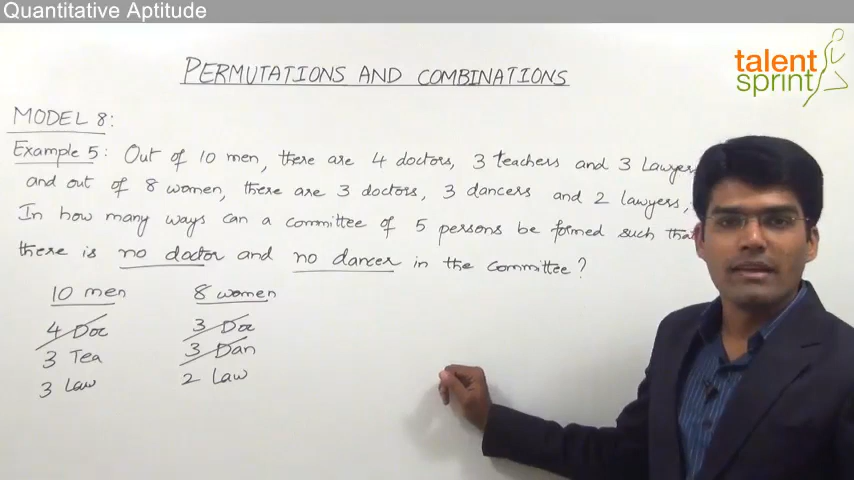 Quantitative Aptitude
talent
sprint
PERMUTATIONS AND COMBINATIONS
MODEL 8:
Example 5: Out of 10 men, there are 4 doctors, 3 teachers and 3 Lawyers
and out of 8 women, there are 3 doctors, 3 dancers and 2 lawyers,
In how many ways can a committee of 5 persons be formed such that
there is no doctor and no dancer in the committee?
10 men 8 women
4 Doc 3 Doc
3 Tea 3 Dan
3 Law 2 Law